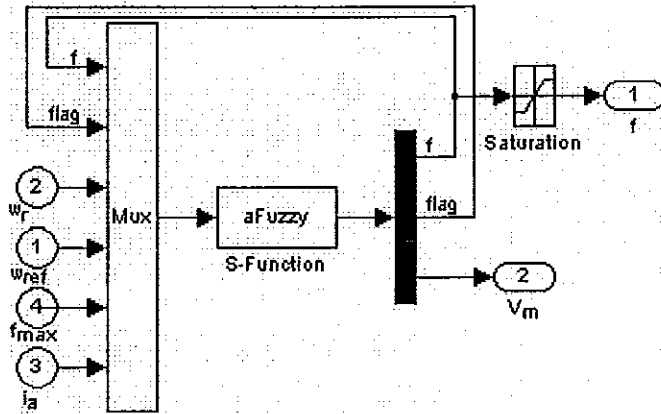 f
flag
2
w_r
1
w_ref
4
f_max
3
i_a
Mux
aFuzzy
S-Function
f
flag
Saturation
1
f
2
V_m